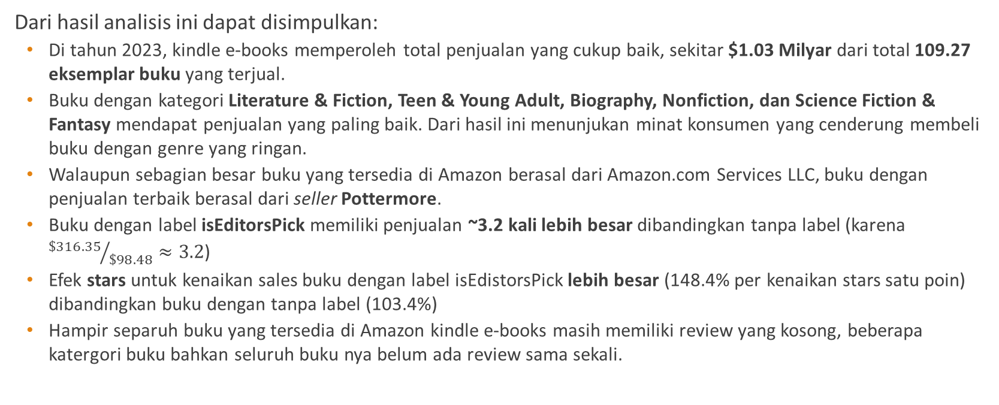 Dari hasil analisis ini dapat disimpulkan:
• Di tahun 2023, kindle e-books memperoleh total penjualan yang cukup baik, sekitar $1.03 Milyar dari total 109.27
eksemplar buku yang terjual.
• Buku dengan kategori Literature & Fiction, Teen & Young Adult, Biography, Nonfiction, dan Science Fiction &
Fantasy mendapat penjualan yang paling baik. Dari hasil ini menunjukan minat konsumen yang cenderung membeli
buku dengan genre yang ringan.
• Walaupun sebagian besar buku yang tersedia di Amazon berasal dari Amazon.com Services LLC, buku dengan
penjualan terbaik berasal dari seller Pottermore.
• Buku dengan label isEditorsPick memiliki penjualan ~3.2 kali lebih besar dibandingkan tanpa label (karena
$316.35/$98.48 ≈ 3.2)
• Efek stars untuk kenaikan sales buku dengan label isEdistorsPick lebih besar (148.4% per kenaikan stars satu poin)
dibandingkan buku dengan tanpa label (103.4%)
• Hampir separuh buku yang tersedia di Amazon kindle e-books masih memiliki review yang kosong, beberapa
katergori buku bahkan seluruh buku nya belum ada review sama sekali.